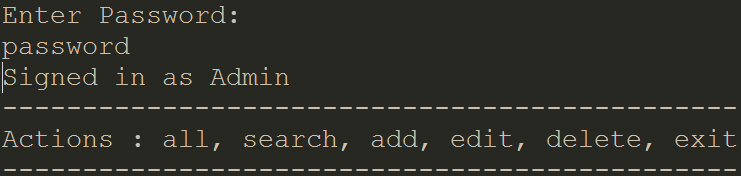 Enter Password:
password
Signed in as Admin
----------------------------------------------
Actions : all, search, add, edit, delete, exit
----------------------------------------------